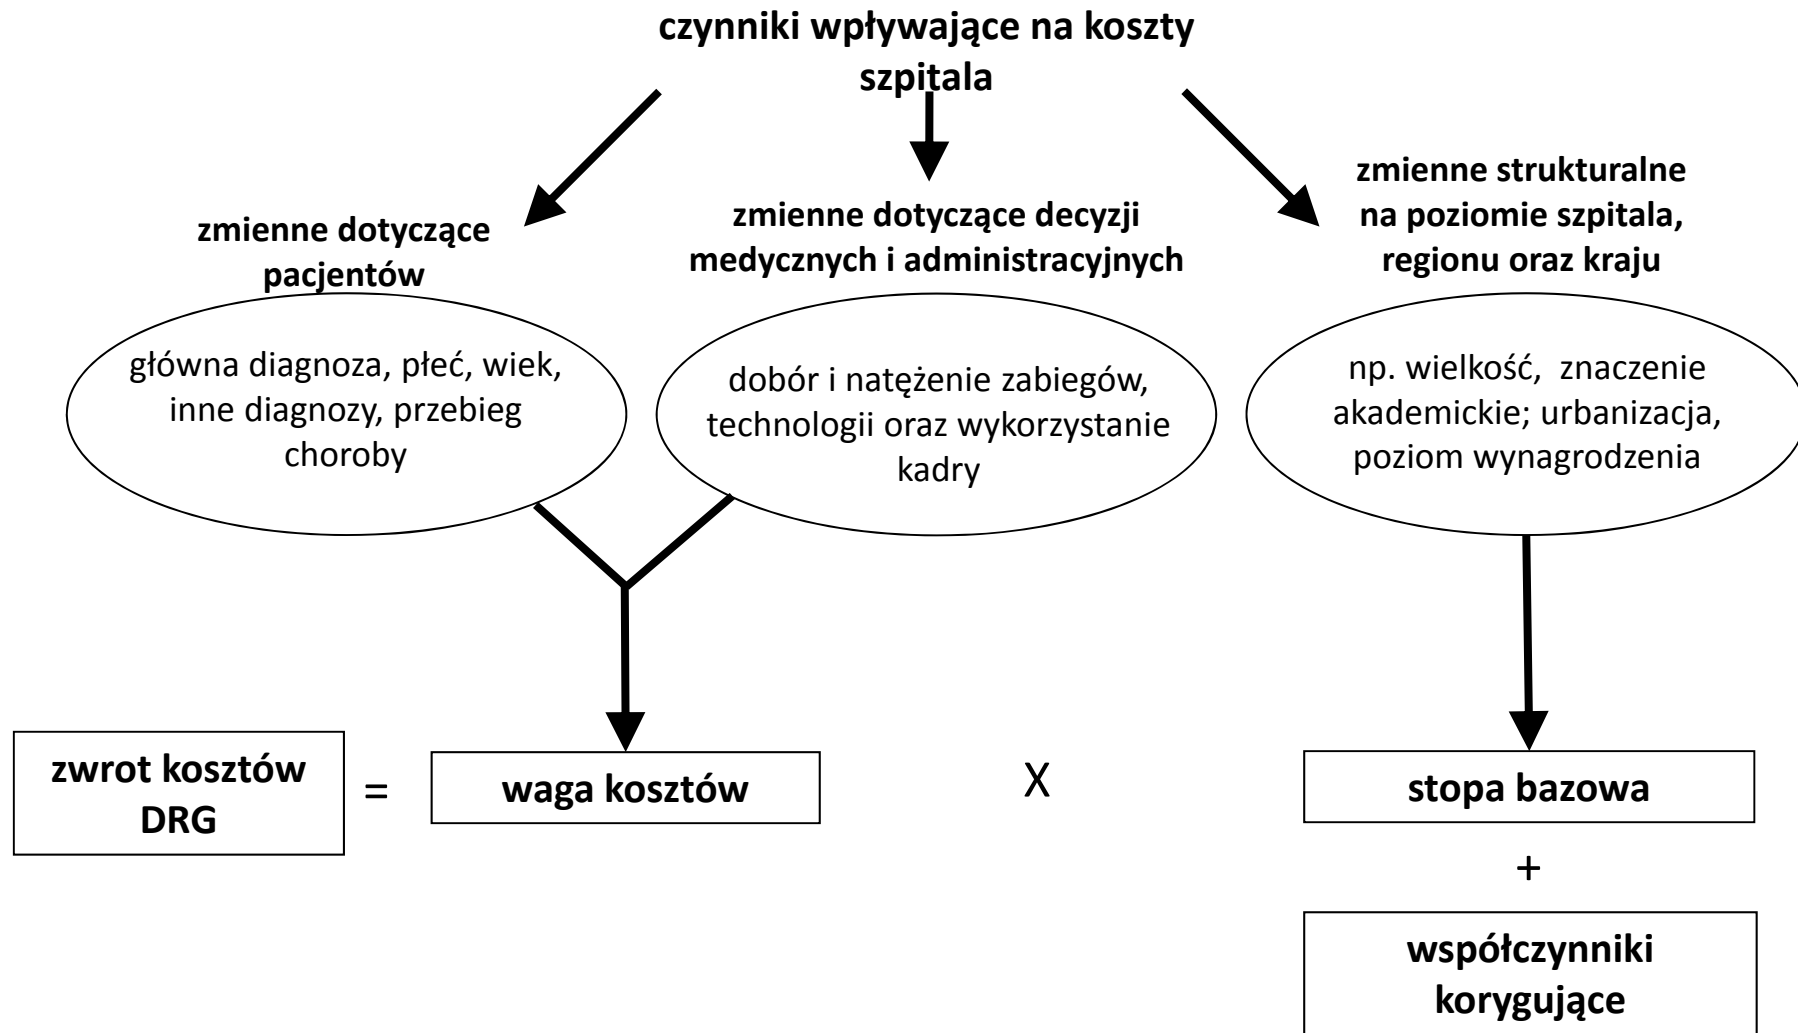 czynniki wpływające na koszty
szpitala
zmienne dotyczące
pacjentów
zmienne dotyczące decyzji
medycznych i administracyjnych
zmienne strukturalne
na poziomie szpitala,
regionu oraz kraju
główna diagnoza, płeć, wiek,
inne diagnozy, przebieg
choroby
dobór i natężenie zabiegów,
technologii oraz wykorzystanie
kadry
np. wielkość, znaczenie
akademickie; urbanizacja,
poziom wynagrodzenia
zwrot kosztów
DRG
=
waga kosztów
X
stopa bazowa
+
współczynniki
korygujące